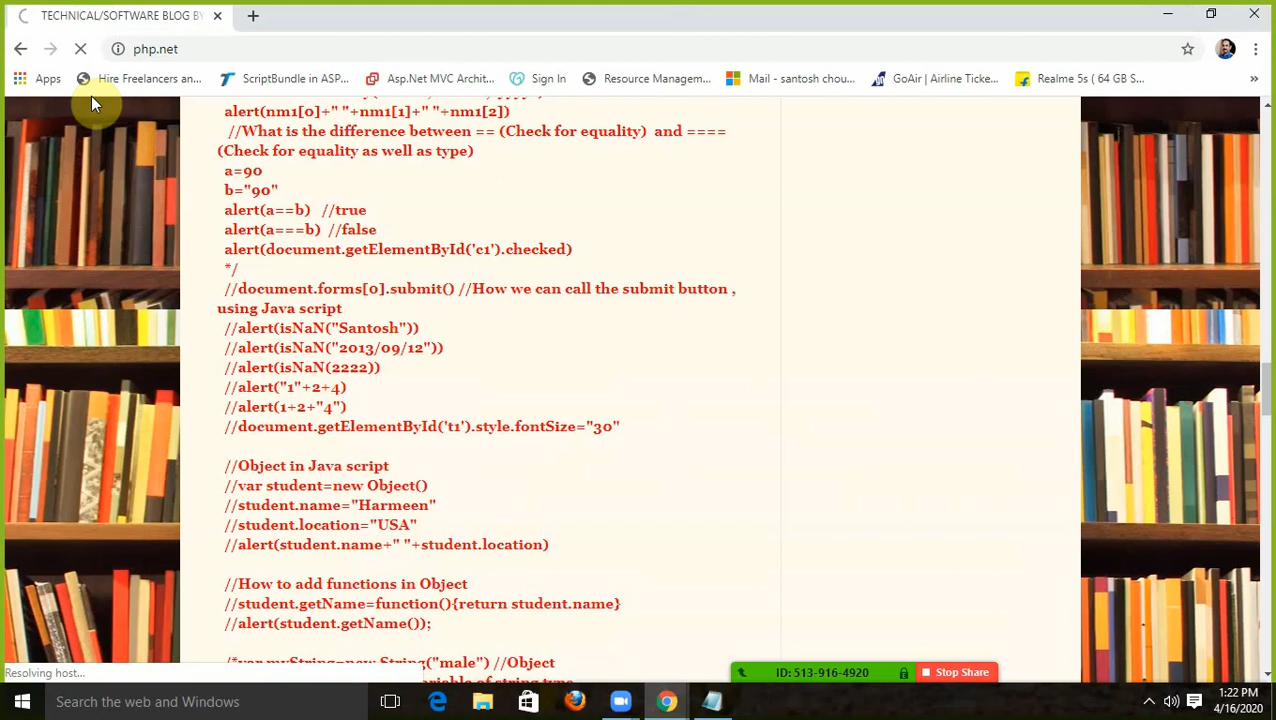 TECHNICAL/SOFTWARE BLOG BY
php.net
Apps
Hire Freelancers an...
ScriptBundle in ASP...
Asp.Net MVC Archit...
Sign In
Resource Managem...
Mail - santosh chou...
GoAir | Airline Ticke...
Realme 5s ( 64 GB S...
alert(nm1[0]+" "+nm1[1]+" "+nm1[2])
//What is the difference between == (Check for equality) and ====
(Check for equality as well as type)
a=90
b="90"
alert(a==b) //true
alert(a===b) //false
alert(document.getElementById('c1').checked)
*/
//document.forms[0].submit() //How we can call the submit button ,
using Java script
//alert(isNaN("Santosh"))
//alert(isNaN("2013/09/12"))
//alert(isNaN(2222))
//alert("1"+2+4)
//alert(1+2+"4")
//document.getElementById('t1').style.fontSize="30"
//Object in Java script
//var student=new Object()
//student.name="Harmeen"
//student.location="USA"
//alert(student.name+" "+student.location)
//How to add functions in Object
//student.getName=function(){return student.name}
//alert(student.getName());
/*var myString=new String("male") //Object
Resolving host...
ID: 513-916-4920
Stop Share
Search the web and Windows
1:22 PM
4/16/2020